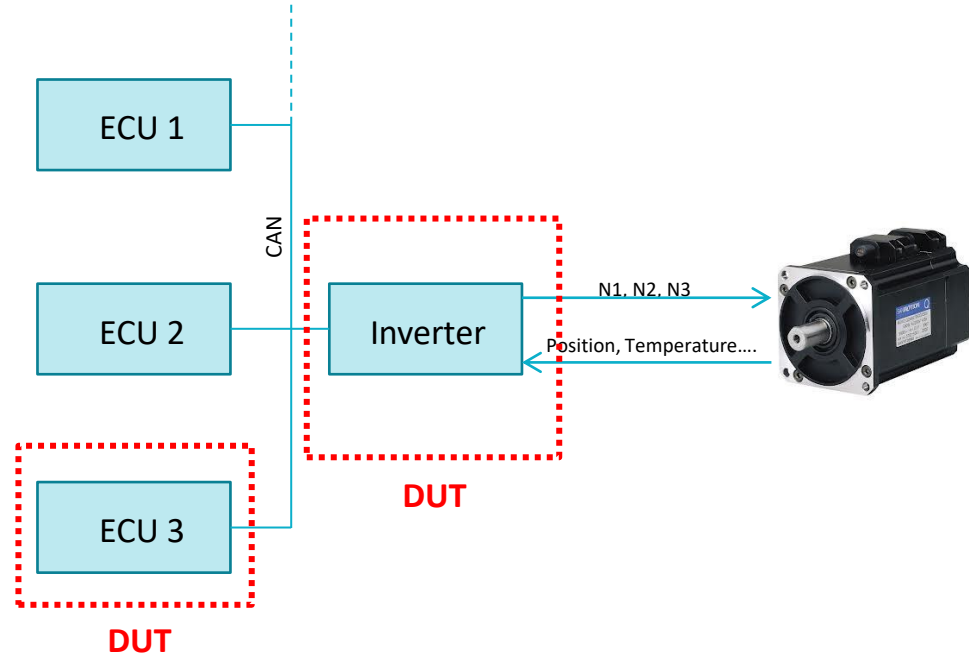 ECU 1
CAN
ECU 2
Inverter
N1, N2, N3
Position, Temperature....
ECU 3
DUT
DUT